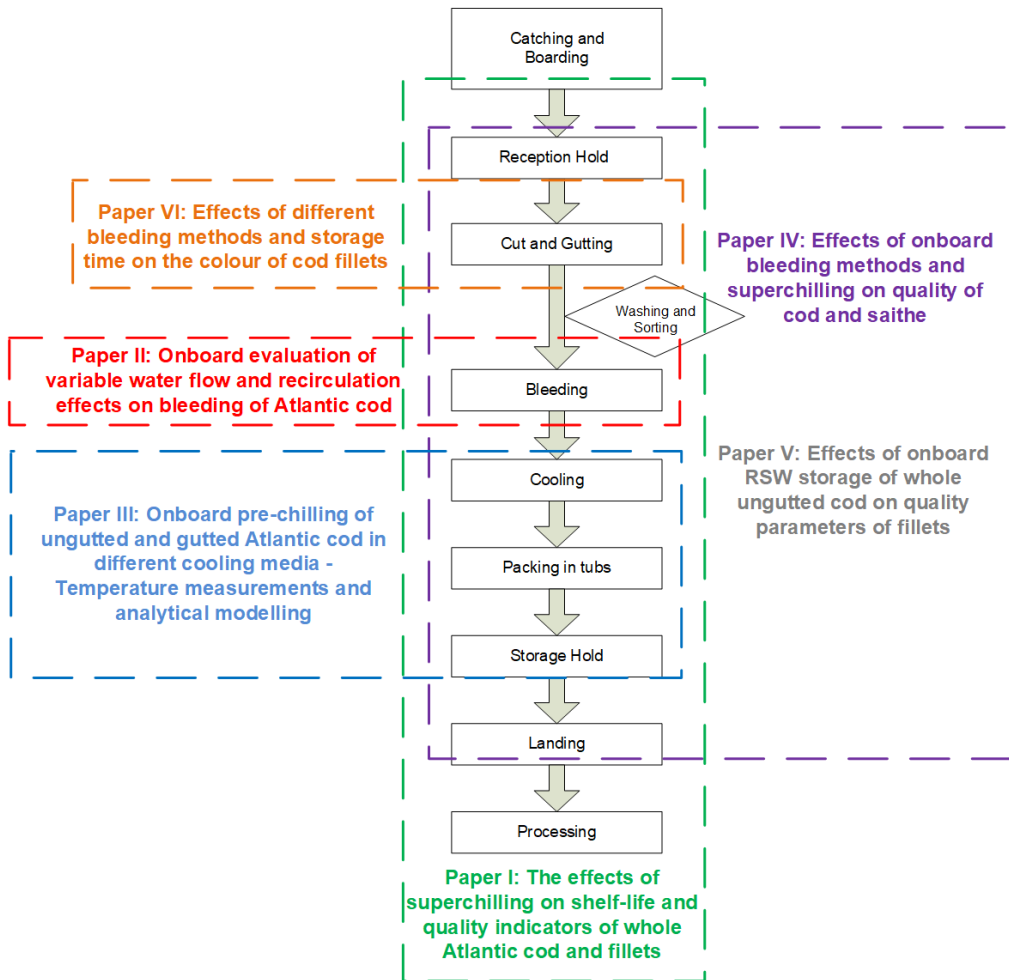 Catching and
Boarding
Reception Hold
Paper VI: Effects of different
bleeding methods and storage
time on the colour of cod fillets
Cut and Gutting
Paper IV: Effects of onboard
bleeding methods and
superchilling on quality of
cod and saithe
Washing and
Sorting
Paper II: Onboard evaluation of
variable water flow and recirculation
effects on bleeding of Atlantic cod
Bleeding
Paper V: Effects of onboard
RSW storage of whole
ungutted cod on quality
parameters of fillets
Cooling
Paper III: Onboard pre-chilling of
ungutted and gutted Atlantic cod in
different cooling media -
Temperature measurements and
analytical modelling
Packing in tubs
Storage Hold
Landing
Processing
Paper I: The effects of
superchilling on shelf-life and
quality indicators of whole
Atlantic cod and fillets